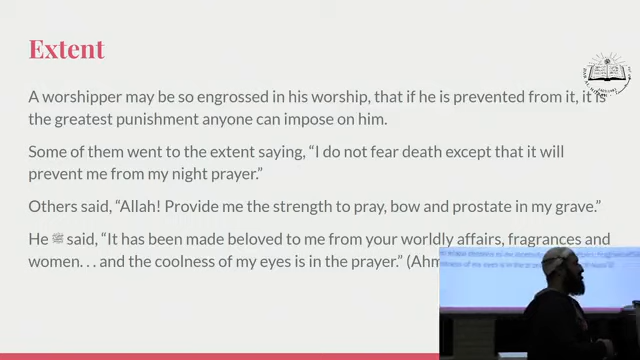 Extent
A worshipper may be so engrossed in his worship, that if he is prevented from it, it is
the greatest punishment anyone can impose on him.
Some of them went to the extent saying, “I do not fear death except that it will
prevent me from my night prayer.”
Others said, “Allah! Provide me the strength to pray, bow and prostate in my grave.”
He ﷺ said, “It has been made beloved to me from your worldly affairs, fragrances and
women. . . and the coolness of my eyes is in the prayer.” (Ahm